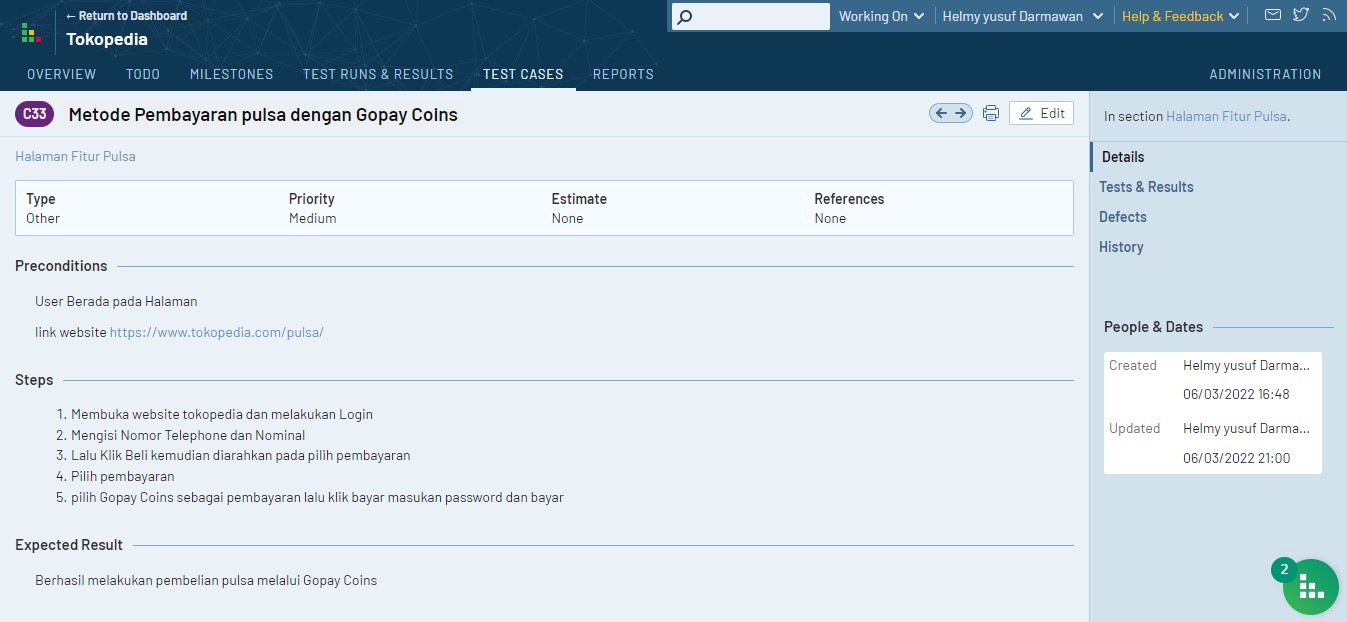 ← Return to Dashboard
Tokopedia
Working On
Helmy yusuf Darmawan
Help & Feedback
OVERVIEW TODO MILESTONES TEST RUNS & RESULTS TEST CASES REPORTS ADMINISTRATION
C33 Metode Pembayaran pulsa dengan Gopay Coins
Edit
Halaman Fitur Pulsa
Type Priority Estimate References
Other Medium None None
Preconditions
User Berada pada Halaman
link website https://www.tokopedia.com/pulsa/
Steps
1. Membuka website tokopedia dan melakukan Login
2. Mengisi Nomor Telephone dan Nominal
3. Lalu Klik Beli kemudian diarahkan pada pilih pembayaran
4. Pilih pembayaran
5. pilih Gopay Coins sebagai pembayaran lalu klik bayar masukan password dan bayar
Expected Result
Berhasil melakukan pembelian pulsa melalui Gopay Coins
In section Halaman Fitur Pulsa.
Details
Tests & Results
Defects
History
People & Dates
Created Helmy yusuf Darma...
06/03/2022 16:48
Updated Helmy yusuf Darma...
06/03/2022 21:00
2